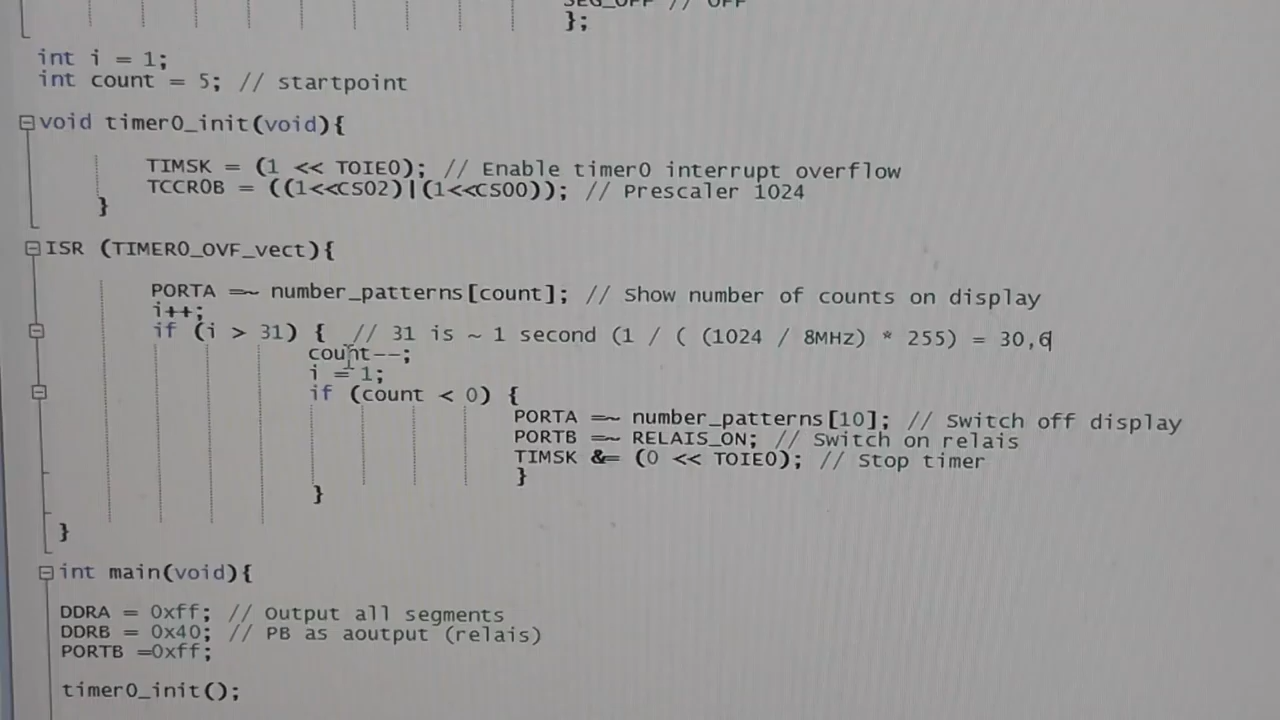 SEG_OFF // OFF
};
int i = 1;
int count = 5; // startpoint
void timer0_init(void){
TIMSK = (1 << TOIE0); // Enable timer0 interrupt overflow
TCCR0B = ((1<<CS02)|(1<<CS00)); // Prescaler 1024
}
ISR (TIMER0_OVF_vect){
PORTA =~ number_patterns[count]; // Show number of counts on display
i++;
if (i > 31) { // 31 is ~ 1 second (1 / ( (1024 / 8MHz) * 255) = 30,6
count--;
i = 1;
if (count < 0) {
PORTA =~ number_patterns[10]; // Switch off display
PORTB =~ RELAIS_ON; // Switch on relais
TIMSK &= (0 << TOIE0); // Stop timer
}
}
}
int main(void){
DDRA = 0xff; // Output all segments
DDRB = 0x40; // PB as aoutput (relais)
PORTB =0xff;
timer0_init();